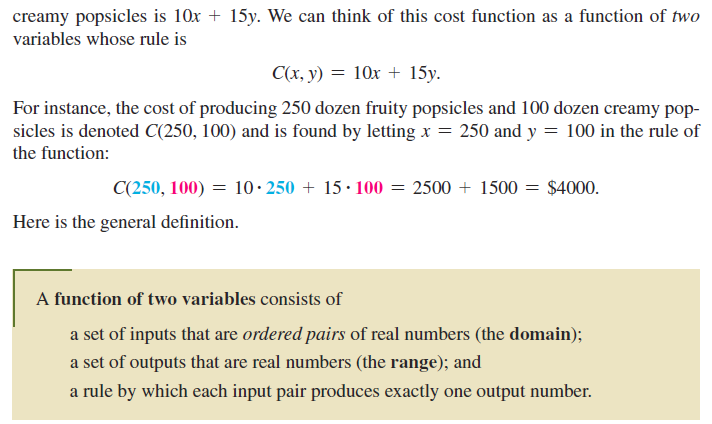 creamy popsicles is 10x + 15y. We can think of this cost function as a function of two
variables whose rule is
C(x, y) = 10x + 15y.
For instance, the cost of producing 250 dozen fruity popsicles and 100 dozen creamy pop-
sicles is denoted C(250, 100) and is found by letting x = 250 and y = 100 in the rule of
the function:
C(250, 100) = 10 · 250 + 15 · 100 = 2500 + 1500 = $4000.
Here is the general definition.
A function of two variables consists of
a set of inputs that are ordered pairs of real numbers (the domain);
a set of outputs that are real numbers (the range); and
a rule by which each input pair produces exactly one output number.